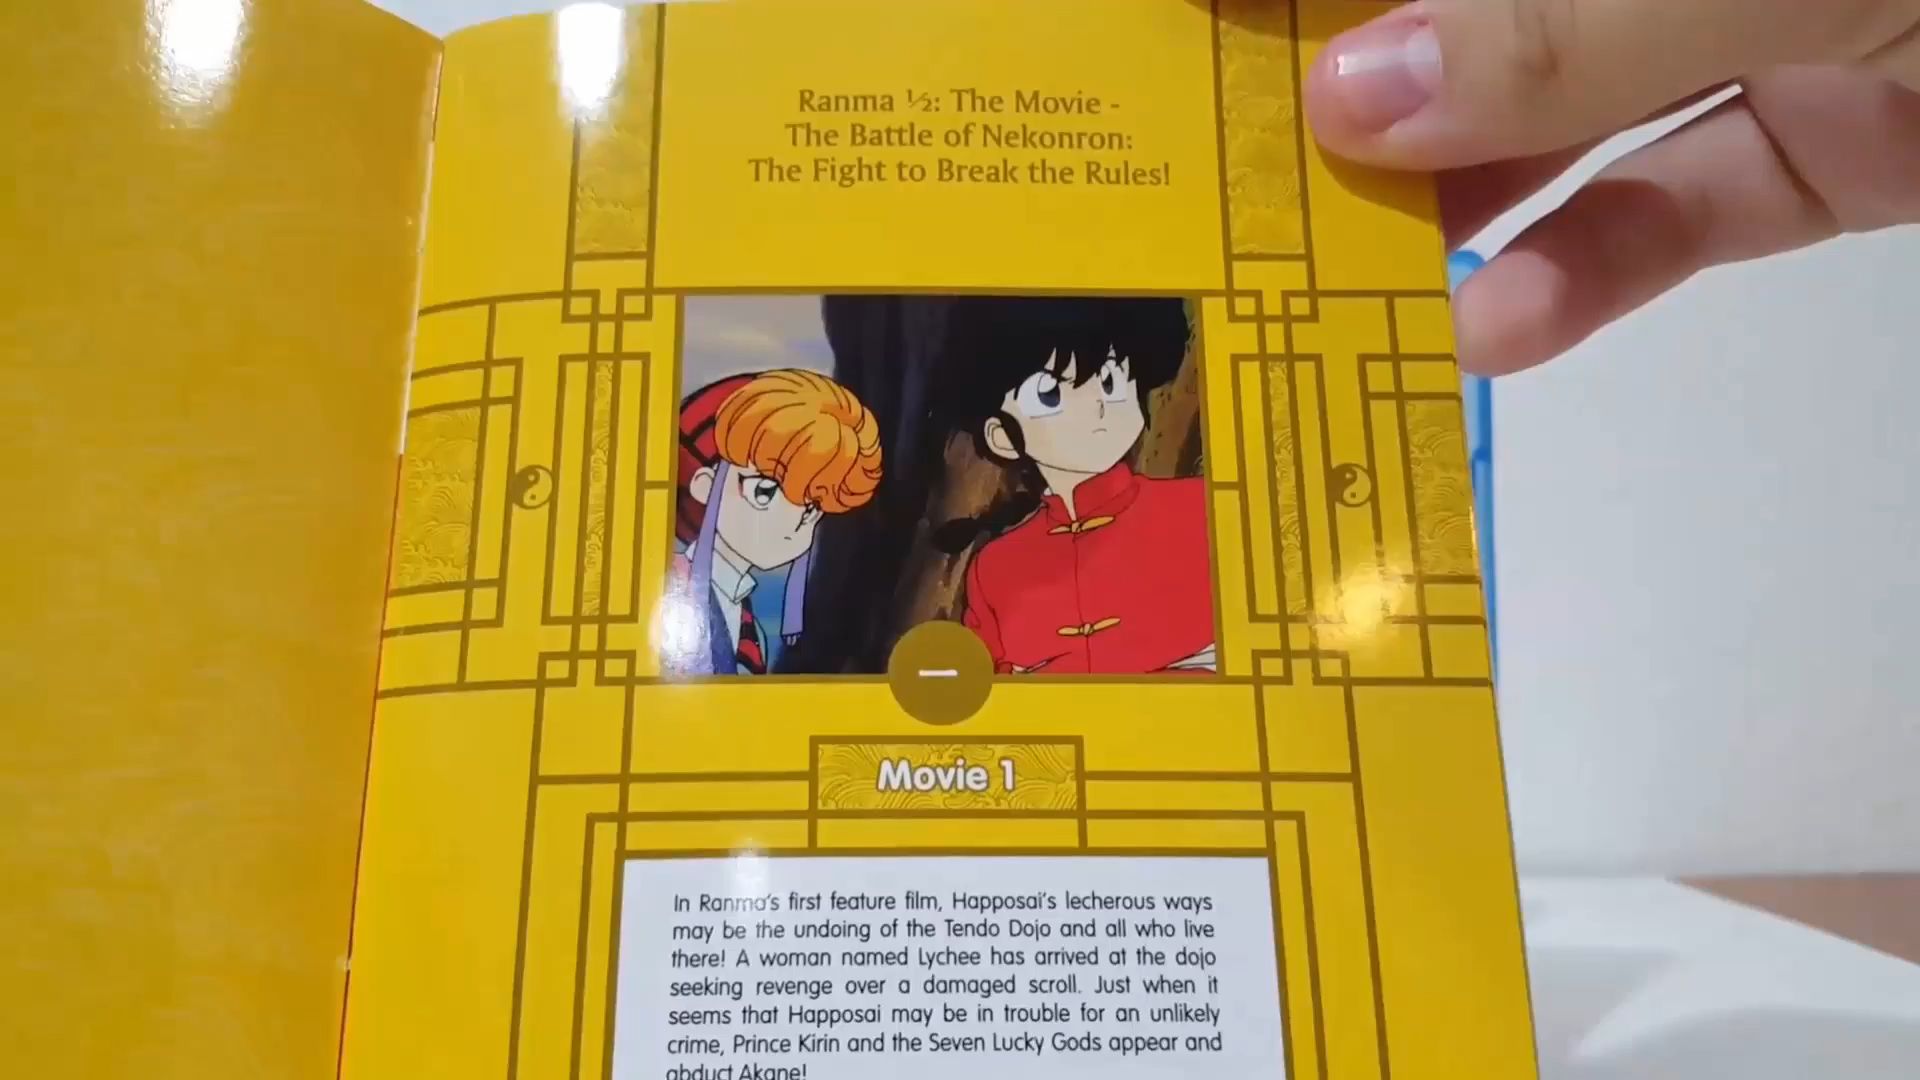 Ranma ½: The Movie -
The Battle of Nekonron:
The Fight to Break the Rules!
一
Movie 1
In Ranma's first feature film, Happosai's lecherous ways
may be the undoing of the Tendo Dojo and all who live
there! A woman named Lychee has arrived at the dojo
seeking revenge over a damaged scroll. Just when it
seems that Happosai may be in trouble for an unlikely
crime, Prince Kirin and the Seven Lucky Gods appear and
abduct Akane!